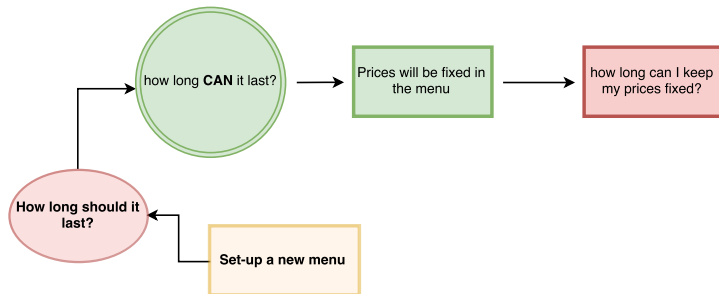 how long CAN it last?
Prices will be fixed in
the menu
how long can I keep
my prices fixed?
How long should it
last?
Set-up a new menu